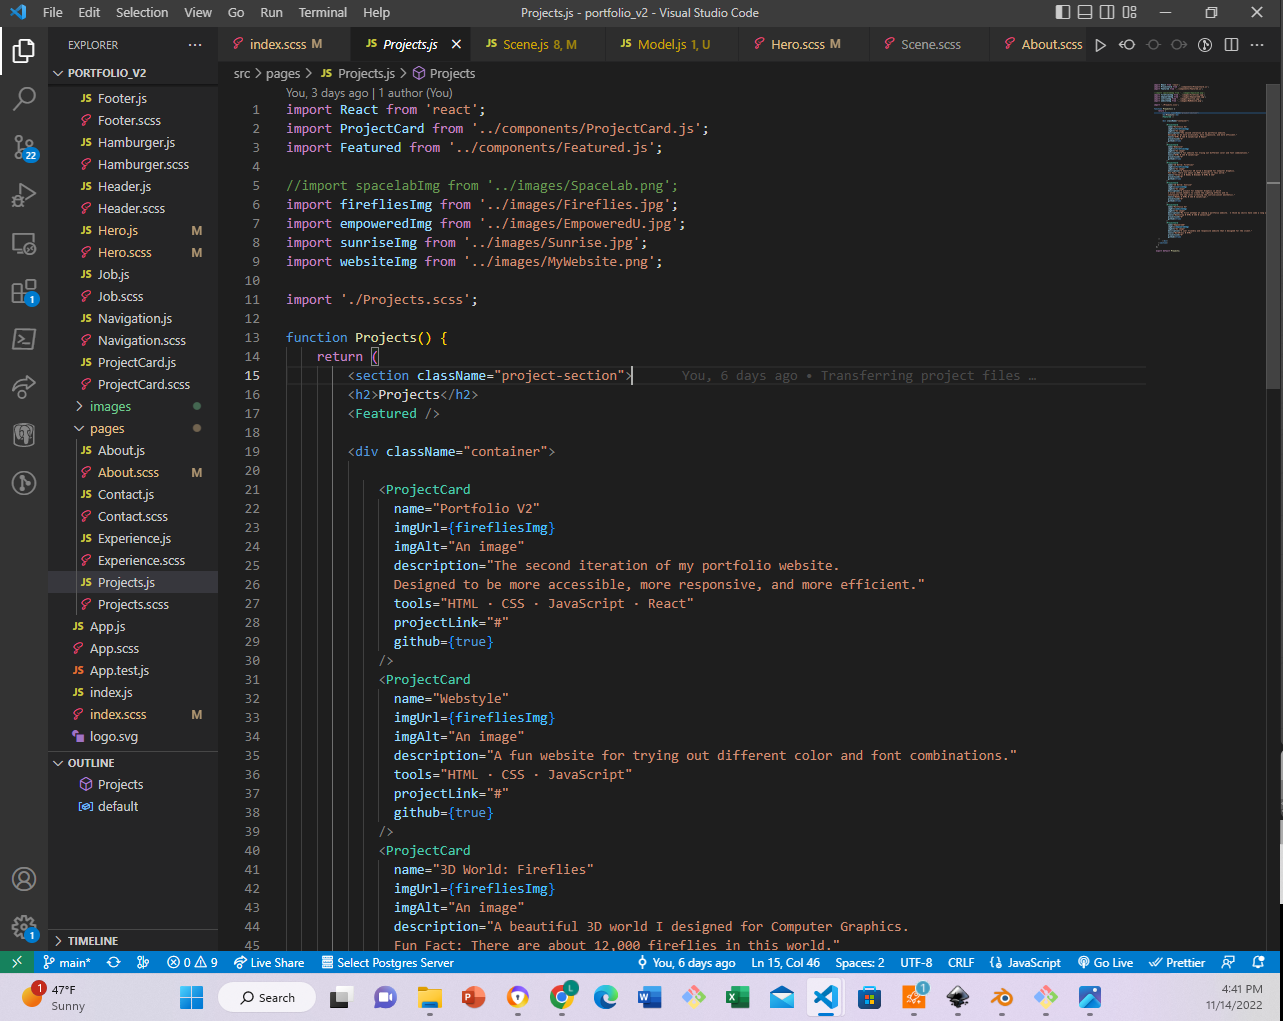 File Edit Selection View Go Run Terminal Help
Projects.js - portfolio_v2 - Visual Studio Code
EXPLORER
index.scss M
JS Projects.js
JS Scene.js 8, M
JS Model.js 1, U
Hero.scss M
Scene.scss
About.scss
PORTFOLIO_V2
JS Footer.js
Footer.scss
JS Hamburger.js
Hamburger.scss
JS Header.js
Header.scss
JS Hero.js M
Hero.scss M
JS Job.js
Job.scss
JS Navigation.js
Navigation.scss
JS ProjectCard.js
ProjectCard.scss
images
pages
JS About.js
About.scss M
JS Contact.js
Contact.scss
JS Experience.js
Experience.scss
JS Projects.js
Projects.scss
JS App.js
App.scss
JS App.test.js
JS index.js
index.scss M
logo.svg
OUTLINE
Projects
default
TIMELINE
22
1
1
src > pages > JS Projects.js > Projects
You, 3 days ago | 1 author (You)
1 import React from 'react';
2 import ProjectCard from '../components/ProjectCard.js';
3 import Featured from '../components/Featured.js';
4
5 //import spacelabImg from '../images/SpaceLab.png';
6 import firefliesImg from '../images/Fireflies.jpg';
7 import empoweredImg from '../images/EmpoweredU.jpg';
8 import sunriseImg from '../images/Sunrise.jpg';
9 import websiteImg from '../images/MyWebsite.png';
10
11 import './Projects.scss';
12
13 function Projects() {
14 return (
15 <section className="project-section"> You, 6 days ago • Transferring project files …
16 <h2>Projects</h2>
17 <Featured />
18
19 <div className="container">
20
21 <ProjectCard
22 name="Portfolio V2"
23 imgUrl={firefliesImg}
24 imgAlt="An image"
25 description="The second iteration of my portfolio website.
26 Designed to be more accessible, more responsive, and more efficient."
27 tools="HTML · CSS · JavaScript · React"
28 projectLink="#"
29 github={true}
30 />
31 <ProjectCard
32 name="Webstyle"
33 imgUrl={firefliesImg}
34 imgAlt="An image"
35 description="A fun website for trying out different color and font combinations."
36 tools="HTML · CSS · JavaScript"
37 projectLink="#"
38 github={true}
39 />
40 <ProjectCard
41 name="3D World: Fireflies"
42 imgUrl={firefliesImg}
43 imgAlt="An image"
44 description="A beautiful 3D world I designed for Computer Graphics.
45 Fun Fact: There are about 12,000 fireflies in this world."
main* 0 9 Live Share Select Postgres Server You, 6 days ago Ln 15, Col 46 Spaces: 2 UTF-8 CRLF JavaScript Go Live Prettier
1
47°F
Sunny
Search
L
1
4:41 PM
11/14/2022